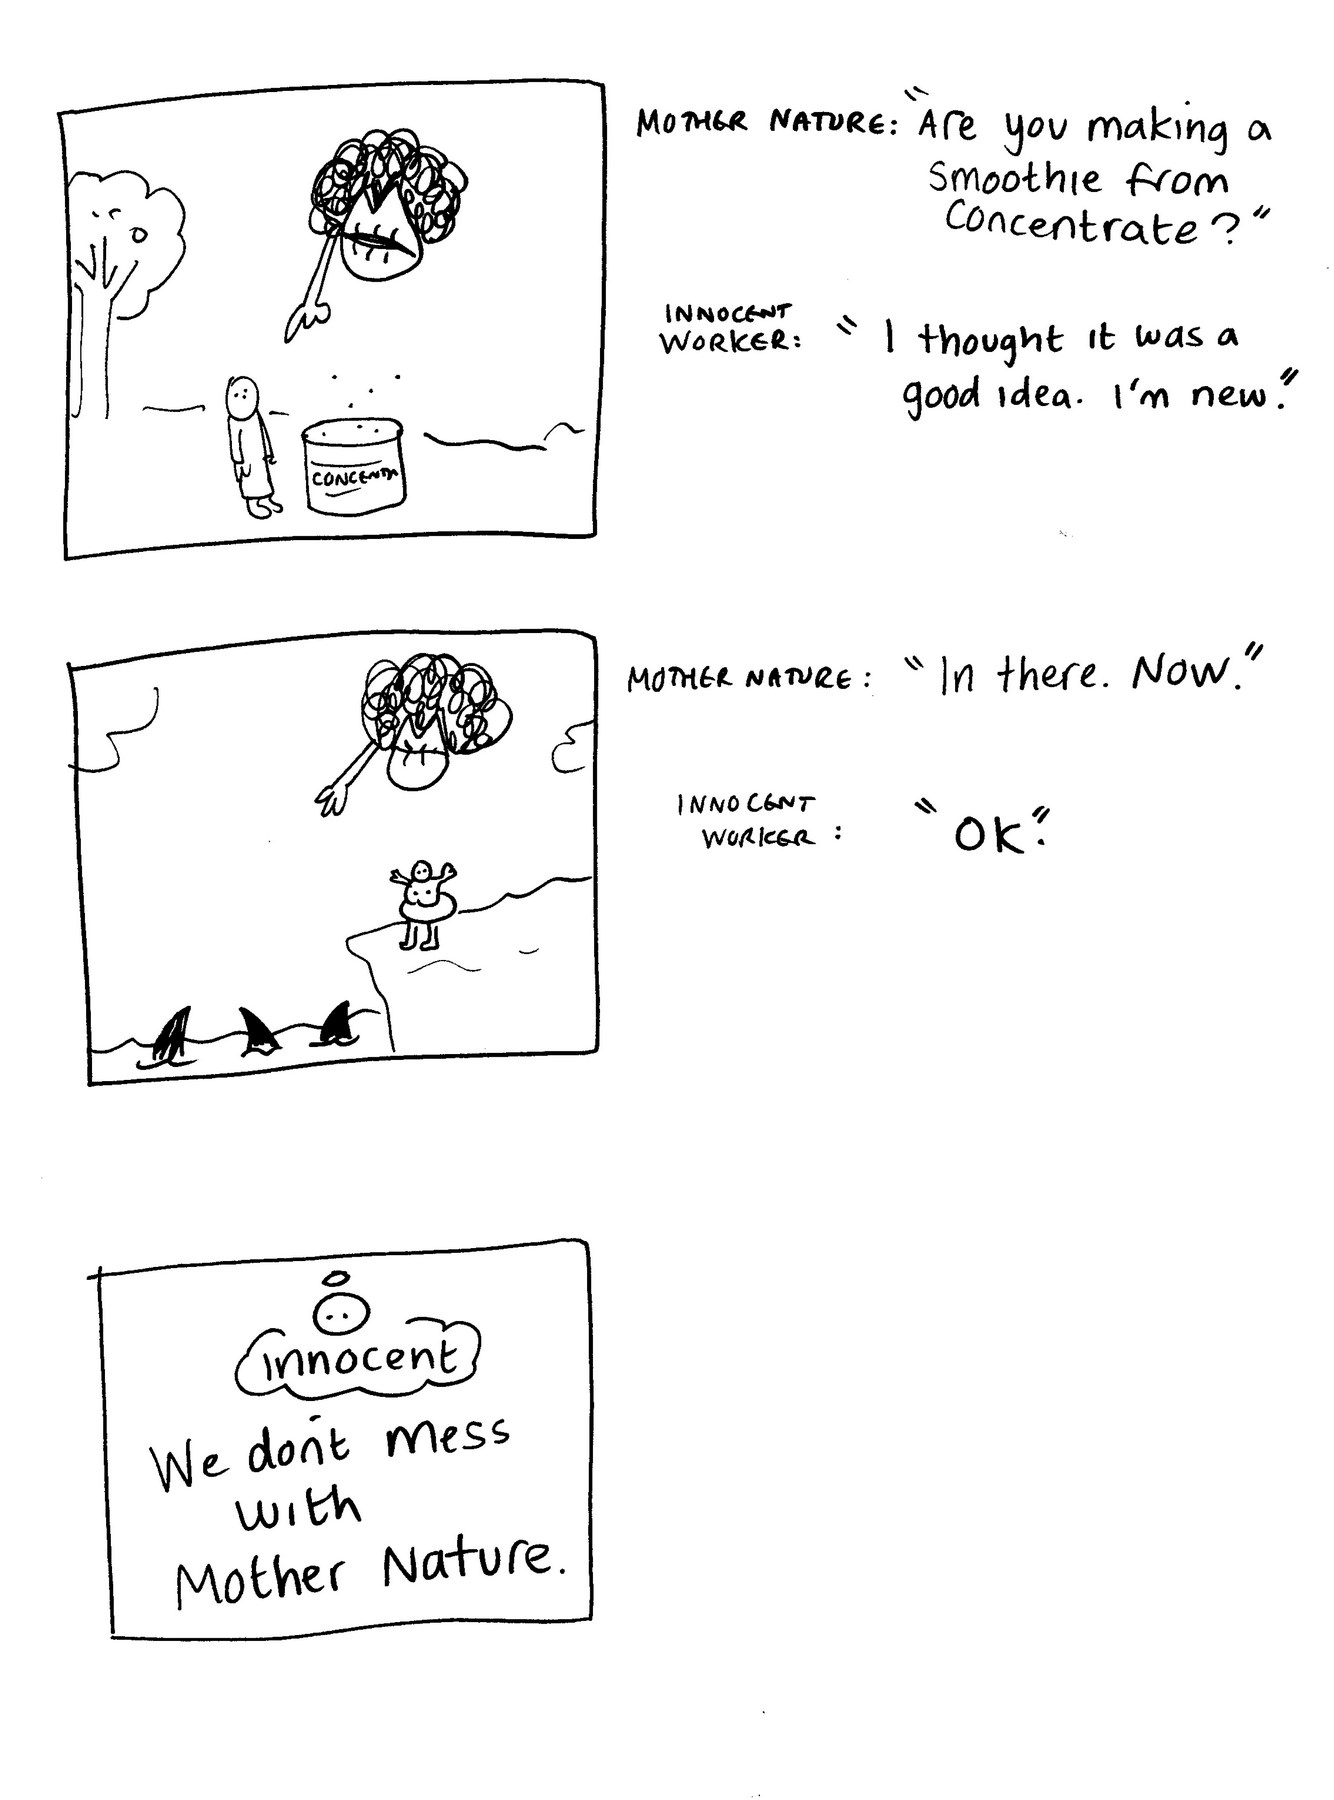 MOTHER NATURE: "Are you making a
Smoothie from
Concentrate?"
INNOCENT
WORKER: "I thought it was a
good idea. I'm new."
CONCENTR
MOTHER NATURE: "In there. Now."
INNOCENT
WORKER: "OK."
innocent
We don't mess
with
Mother Nature.